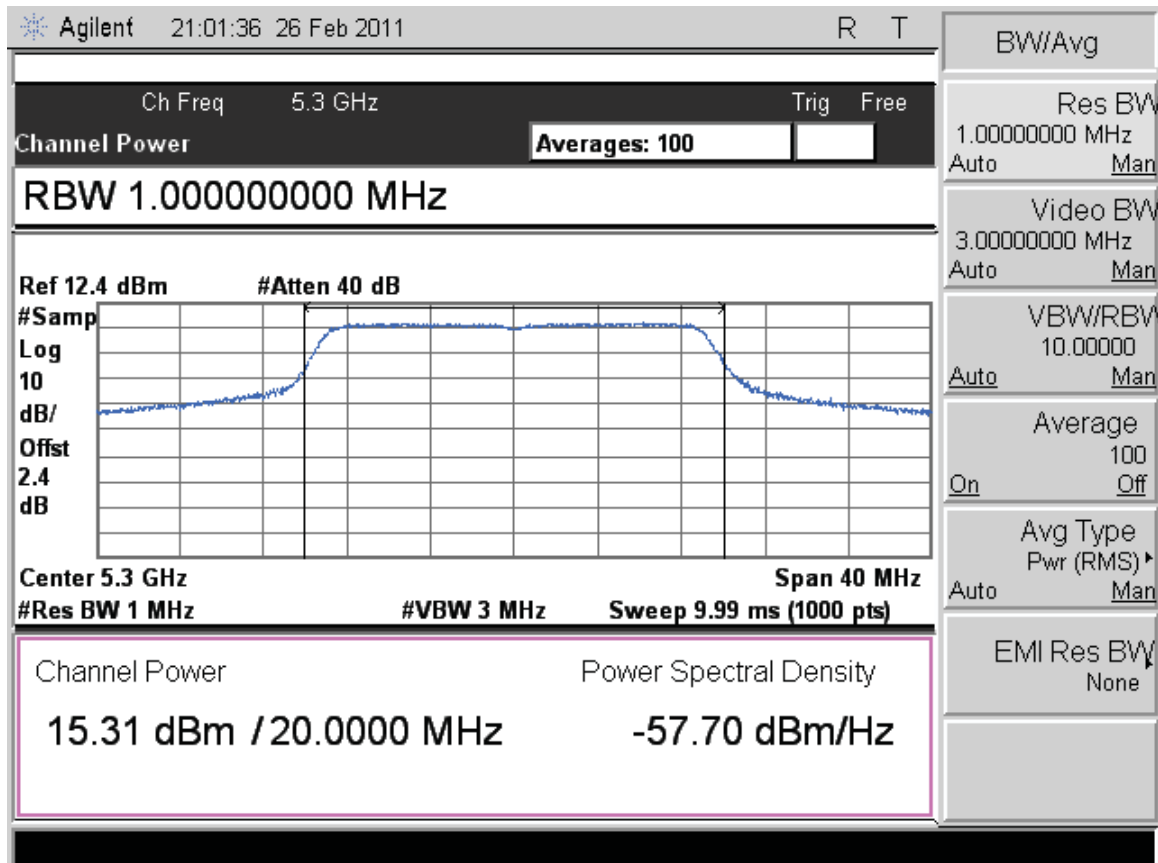 Agilent 21:01:36 26 Feb 2011 R T
Ch Freq 5.3 GHz Trig Free
Channel Power Averages: 100
RBW 1.000000000 MHz
Ref 12.4 dBm #Atten 40 dB
#Samp
Log
10
dB/
Offst
2.4
dB
Center 5.3 GHz Span 40 MHz
#Res BW 1 MHz #VBW 3 MHz Sweep 9.99 ms (1000 pts)
Channel Power Power Spectral Density
15.31 dBm / 20.0000 MHz -57.70 dBm/Hz
BW/Avg
Res BW
1.00000000 MHz
Auto Man
Video BW
3.00000000 MHz
Auto Man
VBW/RBW
10.00000
Auto Man
Average
100
On Off
Avg Type
Pwr (RMS)
Auto Man
EMI Res BW
None